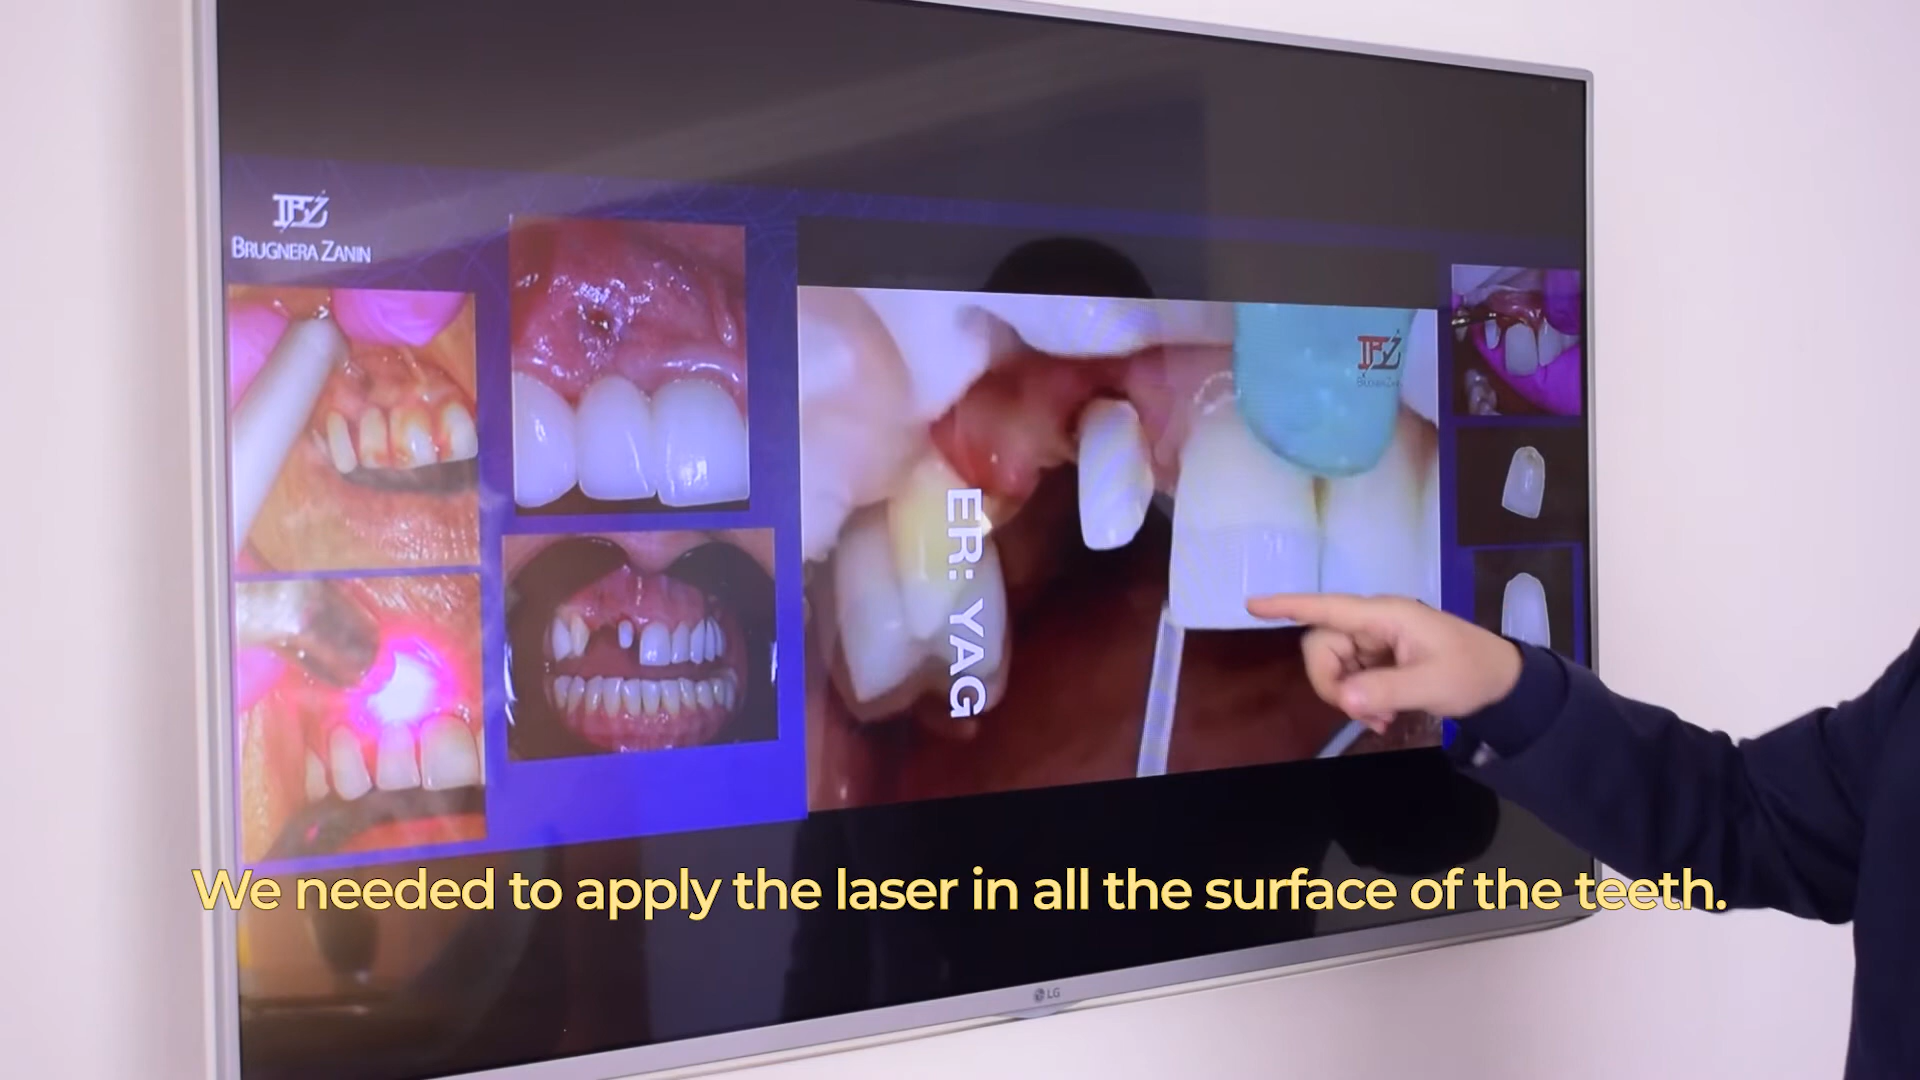 BRUGNERA ZANIN
ER: YAG
We needed to apply the laser in all the surface of the teeth.
LG